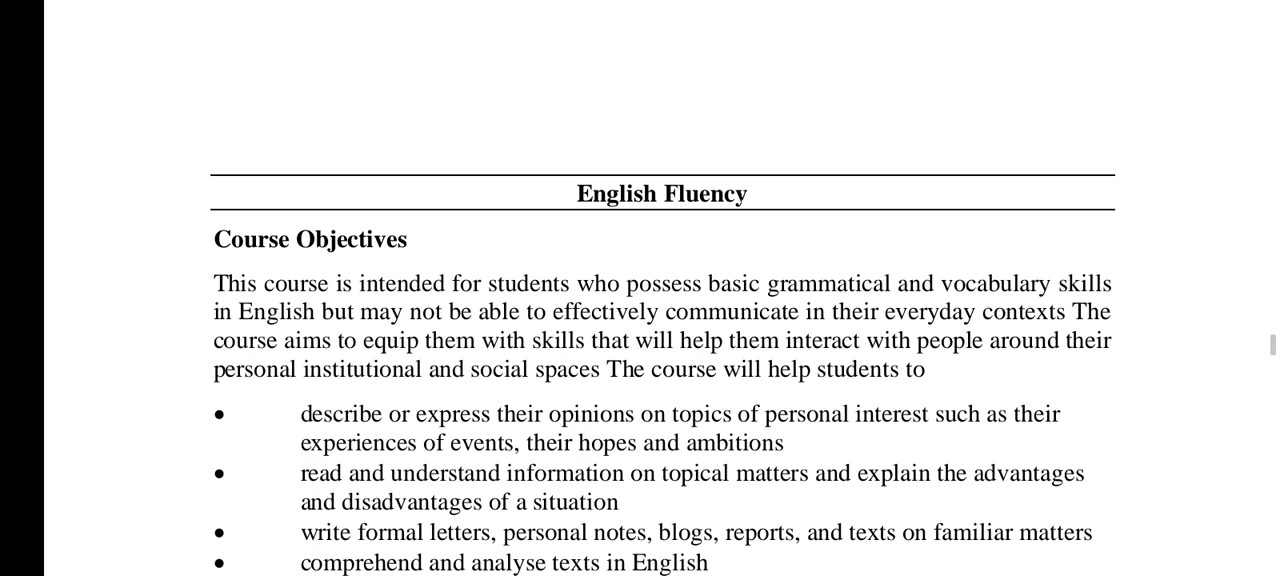 English Fluency
Course Objectives
This course is intended for students who possess basic grammatical and vocabulary skills
in English but may not be able to effectively communicate in their everyday contexts The
course aims to equip them with skills that will help them interact with people around their
personal institutional and social spaces The course will help students to
• describe or express their opinions on topics of personal interest such as their
experiences of events, their hopes and ambitions
• read and understand information on topical matters and explain the advantages
and disadvantages of a situation
• write formal letters, personal notes, blogs, reports, and texts on familiar matters
• comprehend and analyse texts in English